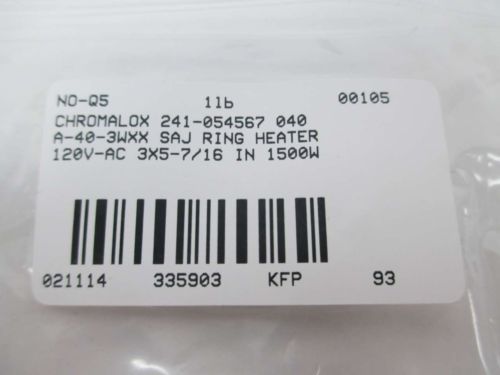 NO-Q5 1lb 00105
CHROMALOX 241-054567 040
A-40-3WXX SAJ RING HEATER
120V-AC 3X5-7/16 IN 1500W
021114 335903 KFP 93